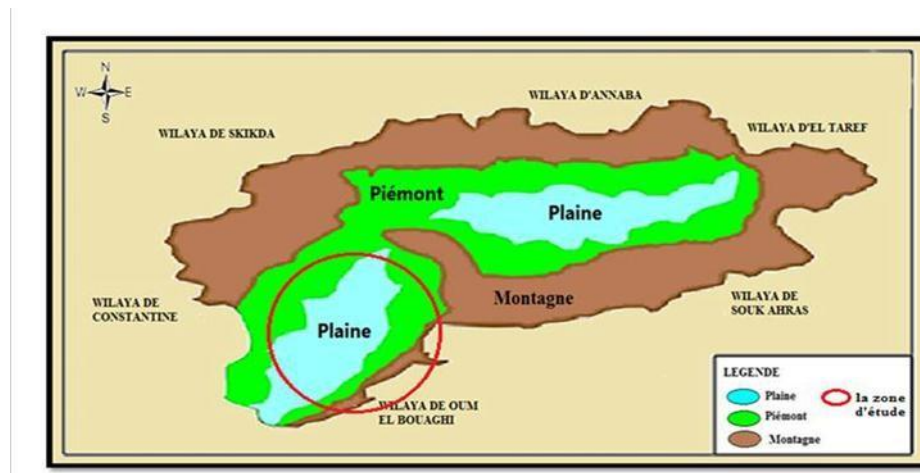 N
W E
S
WILAYA D'ANNABA
WILAYA DE SKIKDA
WILAYA D'EL TAREF
Piémont
Plaine
Montagne
WILAYA DE
CONSTANTINE
WILAYA DE
SOUK AHRAS
Plaine
WILAYA DE OUM
EL BOUAGHI
LEGENDE
Plaine
Piémont
Montagne
la zone
d'étude